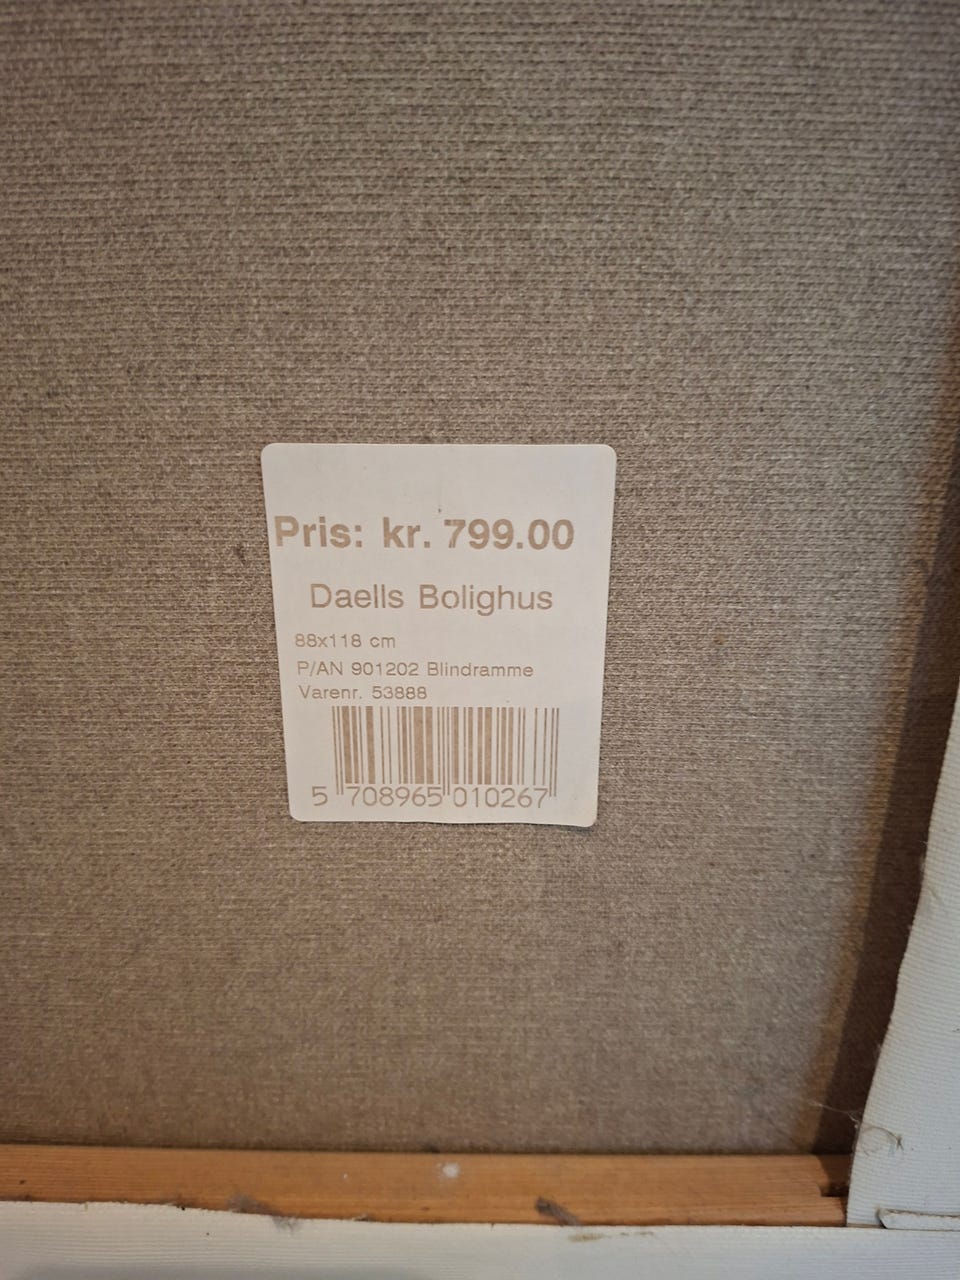 Pris: kr. 799.00
Daells Bolighus
88x118 cm
P/AN 901202 Blindramme
Varenr. 53888
5 708965 010267